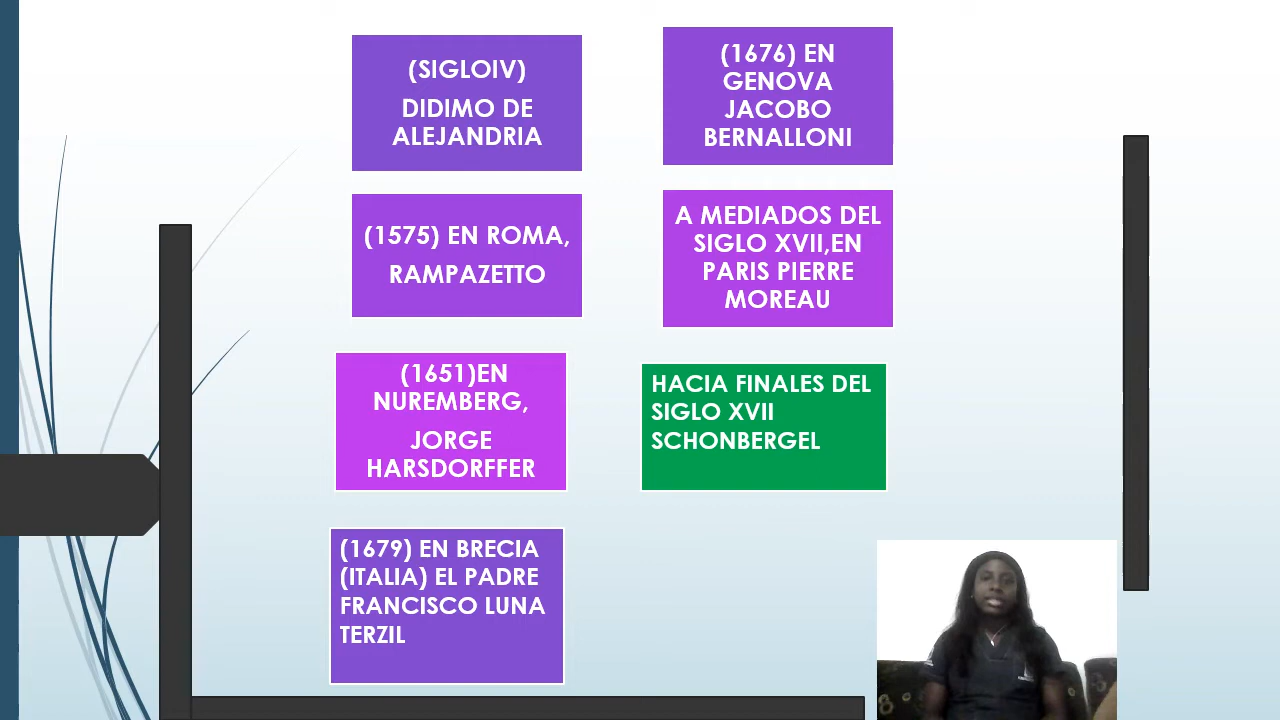 (SIGLOIV)
DIDIMO DE
ALEJANDRIA
(1676) EN
GENOVA
JACOBO
BERNALLONI
(1575) EN ROMA,
RAMPAZETTO
A MEDIADOS DEL
SIGLO XVII,EN
PARIS PIERRE
MOREAU
(1651)EN
NUREMBERG,
JORGE
HARSDORFFER
HACIA FINALES DEL
SIGLO XVII
SCHONBERGEL
(1679) EN BRECIA
(ITALIA) EL PADRE
FRANCISCO LUNA
TERZIL